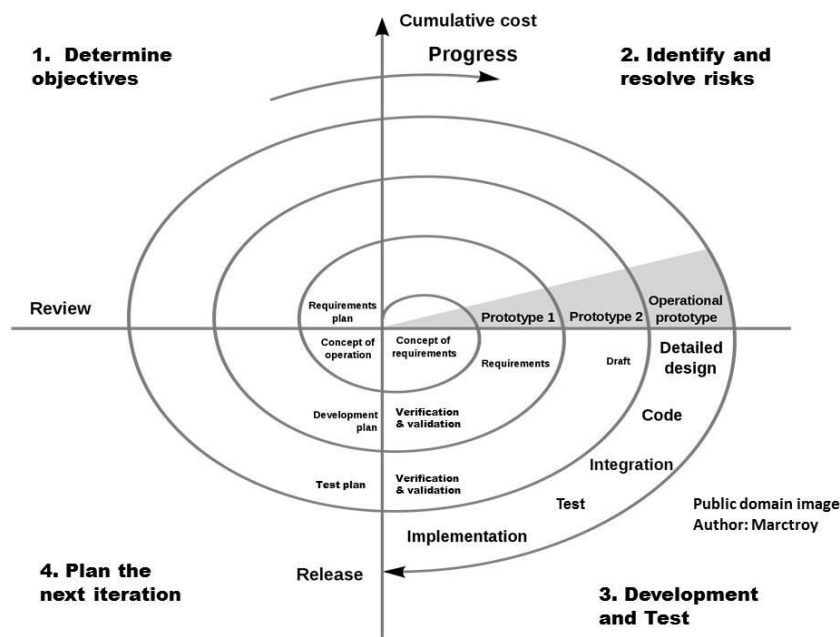 Cumulative cost
Progress
1. Determine
objectives
2. Identify and
resolve risks
Review
Requirements
plan
Prototype 1
Prototype 2
Operational
prototype
Concept of
operation
Concept of
requirements
Requirements
Draft
Detailed
design
Development
plan
Verification
& validation
Code
Test plan
Verification
& validation
Integration
Test
Implementation
Public domain image
Author: Marctroy
4. Plan the
next iteration
Release
3. Development
and Test